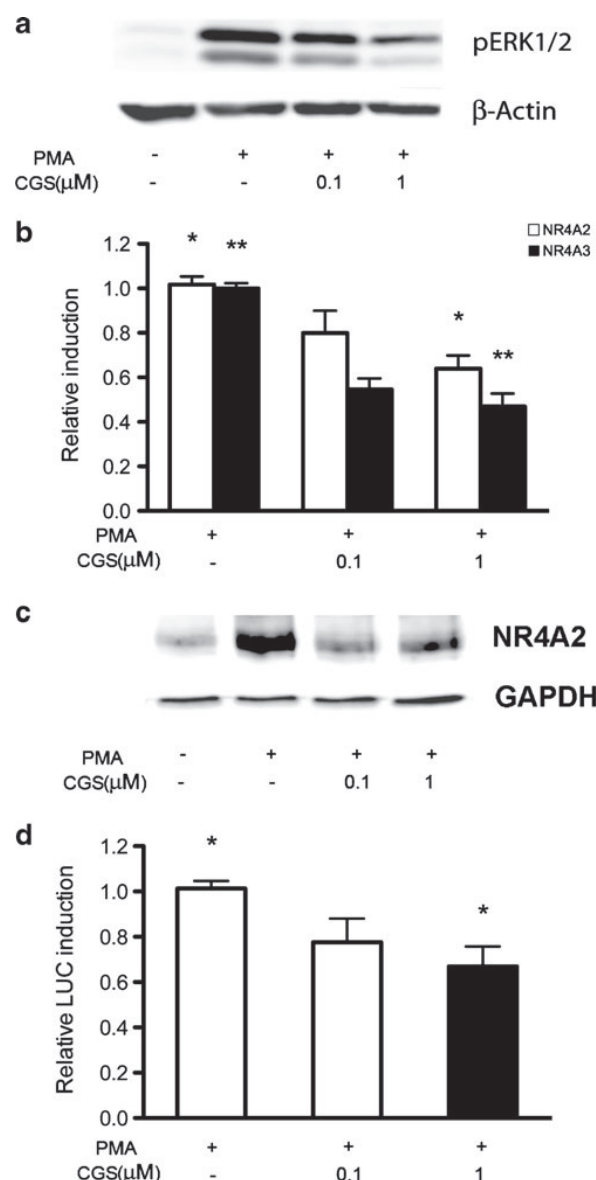 a
pERK1/2
β-Actin
PMA - + + +
CGS(μM) - - 0.1 1
b
* ** * **
NR4A2
NR4A3
Relative induction
1.2
1.0
0.8
0.6
0.4
0.2
0.0
PMA + + +
CGS(μM) - 0.1 1
c
NR4A2
GAPDH
PMA - + + +
CGS(μM) - - 0.1 1
d
* *
Relative LUC induction
1.2
1.0
0.8
0.6
0.4
0.2
0.0
PMA + + +
CGS(μM) - 0.1 1